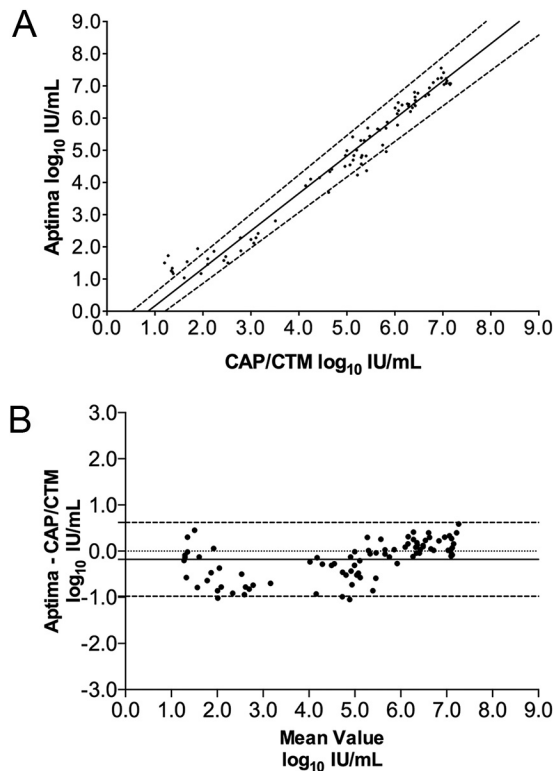 A
Aptima log10 IU/mL
9.0
8.0
7.0
6.0
5.0
4.0
3.0
2.0
1.0
0.0
0.0 1.0 2.0 3.0 4.0 5.0 6.0 7.0 8.0 9.0
CAP/CTM log10 IU/mL
B
Aptima - CAP/CTM
log10 IU/mL
3.0
2.0
1.0
0.0
-1.0
-2.0
-3.0
0.0 1.0 2.0 3.0 4.0 5.0 6.0 7.0 8.0 9.0
Mean Value
log10 IU/mL